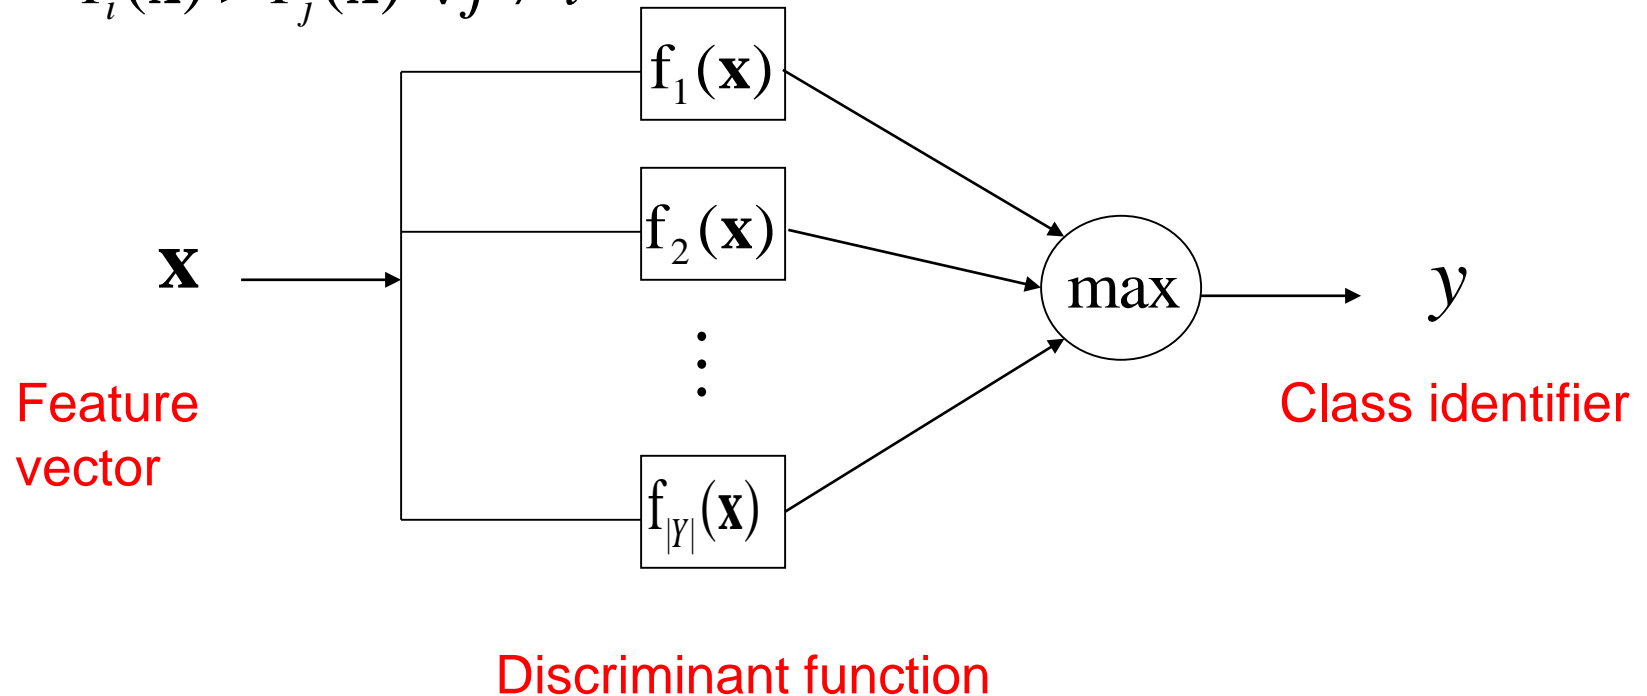 f₁(𝐱)
f₂(𝐱)
𝐱
max
y
⋮
Feature
vector
Class identifier
f|Y|(𝐱)
Discriminant function